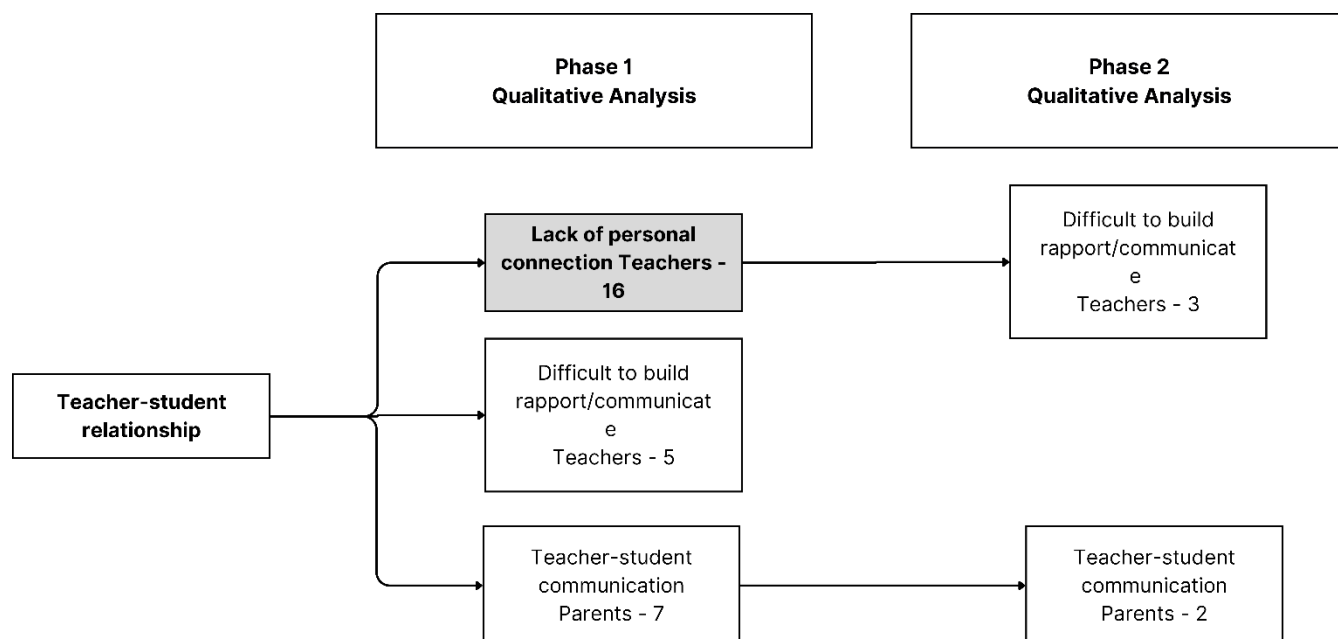 Phase 1
Qualitative Analysis
Phase 2
Qualitative Analysis
Lack of personal
connection Teachers -
16
Difficult to build
rapport/communicat
e
Teachers - 3
Teacher-student
relationship
Difficult to build
rapport/communicat
e
Teachers - 5
Teacher-student
communication
Parents - 7
Teacher-student
communication
Parents - 2